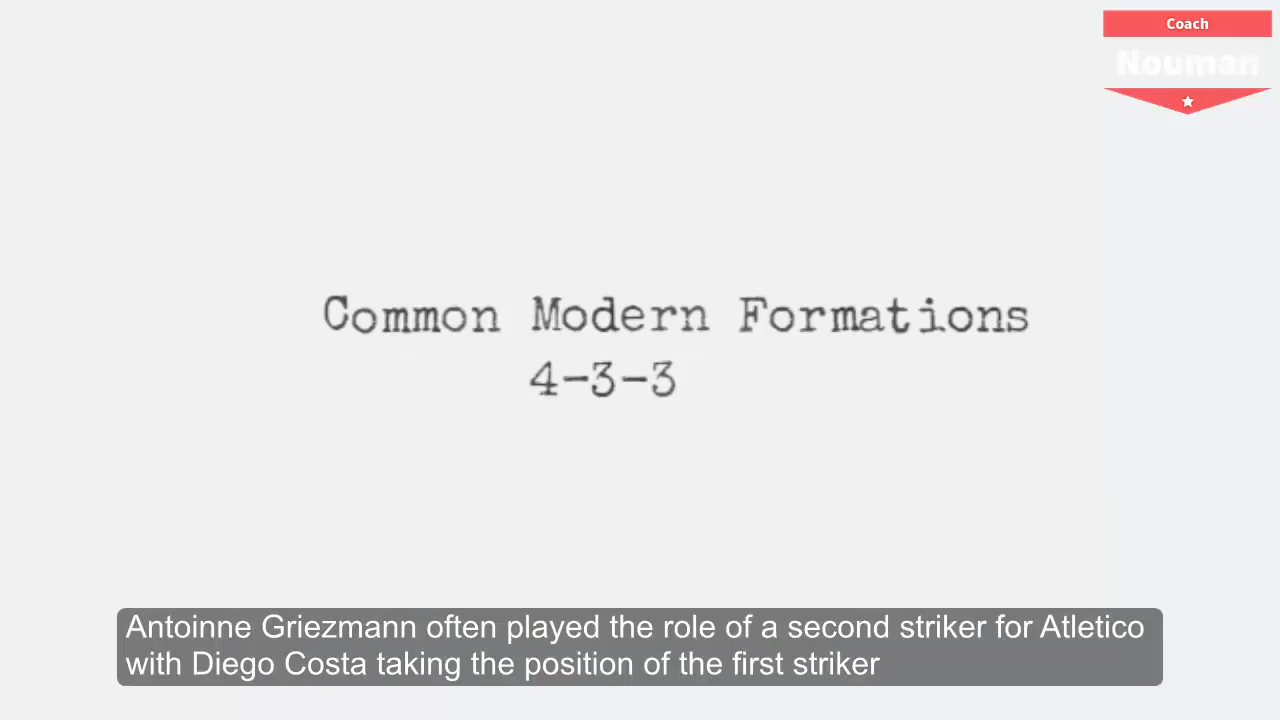 Coach
Nouman
Common Modern Formations
4-3-3
Antoinne Griezmann often played the role of a second striker for Atletico
with Diego Costa taking the position of the first striker